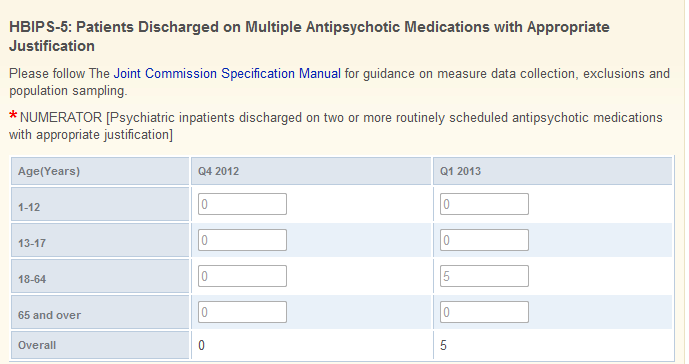 HBIPS-5: Patients Discharged on Multiple Antipsychotic Medications with Appropriate
Justification
Please follow The Joint Commission Specification Manual for guidance on measure data collection, exclusions and
population sampling.
* NUMERATOR [Psychiatric inpatients discharged on two or more routinely scheduled antipsychotic medications
with appropriate justification]
Age(Years) Q4 2012 Q1 2013
1-12 0 0
13-17 0 0
18-64 0 5
65 and over 0 0
Overall 0 5